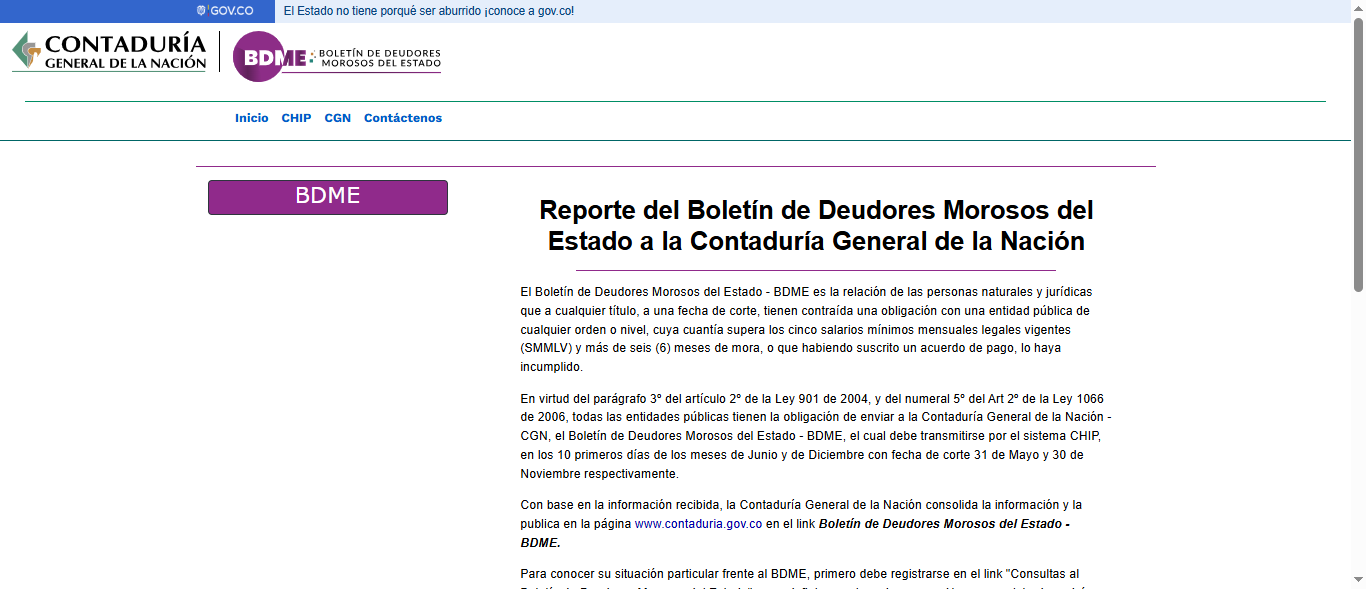 GOV.CO
El Estado no tiene porqué ser aburrido ¡conoce a gov.co!
CONTADURÍA
GENERAL DE LA NACIÓN
BDME
BOLETÍN DE DEUDORES
MOROSOS DEL ESTADO
Inicio CHIP CGN Contáctenos
BDME
Reporte del Boletín de Deudores Morosos del
Estado a la Contaduría General de la Nación
El Boletín de Deudores Morosos del Estado - BDME es la relación de las personas naturales y jurídicas
que a cualquier título, a una fecha de corte, tienen contraída una obligación con una entidad pública de
cualquier orden o nivel, cuya cuantía supera los cinco salarios mínimos mensuales legales vigentes
(SMMLV) y más de seis (6) meses de mora, o que habiendo suscrito un acuerdo de pago, lo haya
incumplido.
En virtud del parágrafo 3º del artículo 2º de la Ley 901 de 2004, y del numeral 5º del Art 2º de la Ley 1066
de 2006, todas las entidades públicas tienen la obligación de enviar a la Contaduría General de la Nación -
CGN, el Boletín de Deudores Morosos del Estado - BDME, el cual debe transmitirse por el sistema CHIP,
en los 10 primeros días de los meses de Junio y de Diciembre con fecha de corte 31 de Mayo y 30 de
Noviembre respectivamente.
Con base en la información recibida, la Contaduría General de la Nación consolida la información y la
publica en la página www.contaduria.gov.co en el link Boletín de Deudores Morosos del Estado -
BDME.
Para conocer su situación particular frente al BDME, primero debe registrarse en el link "Consultas al